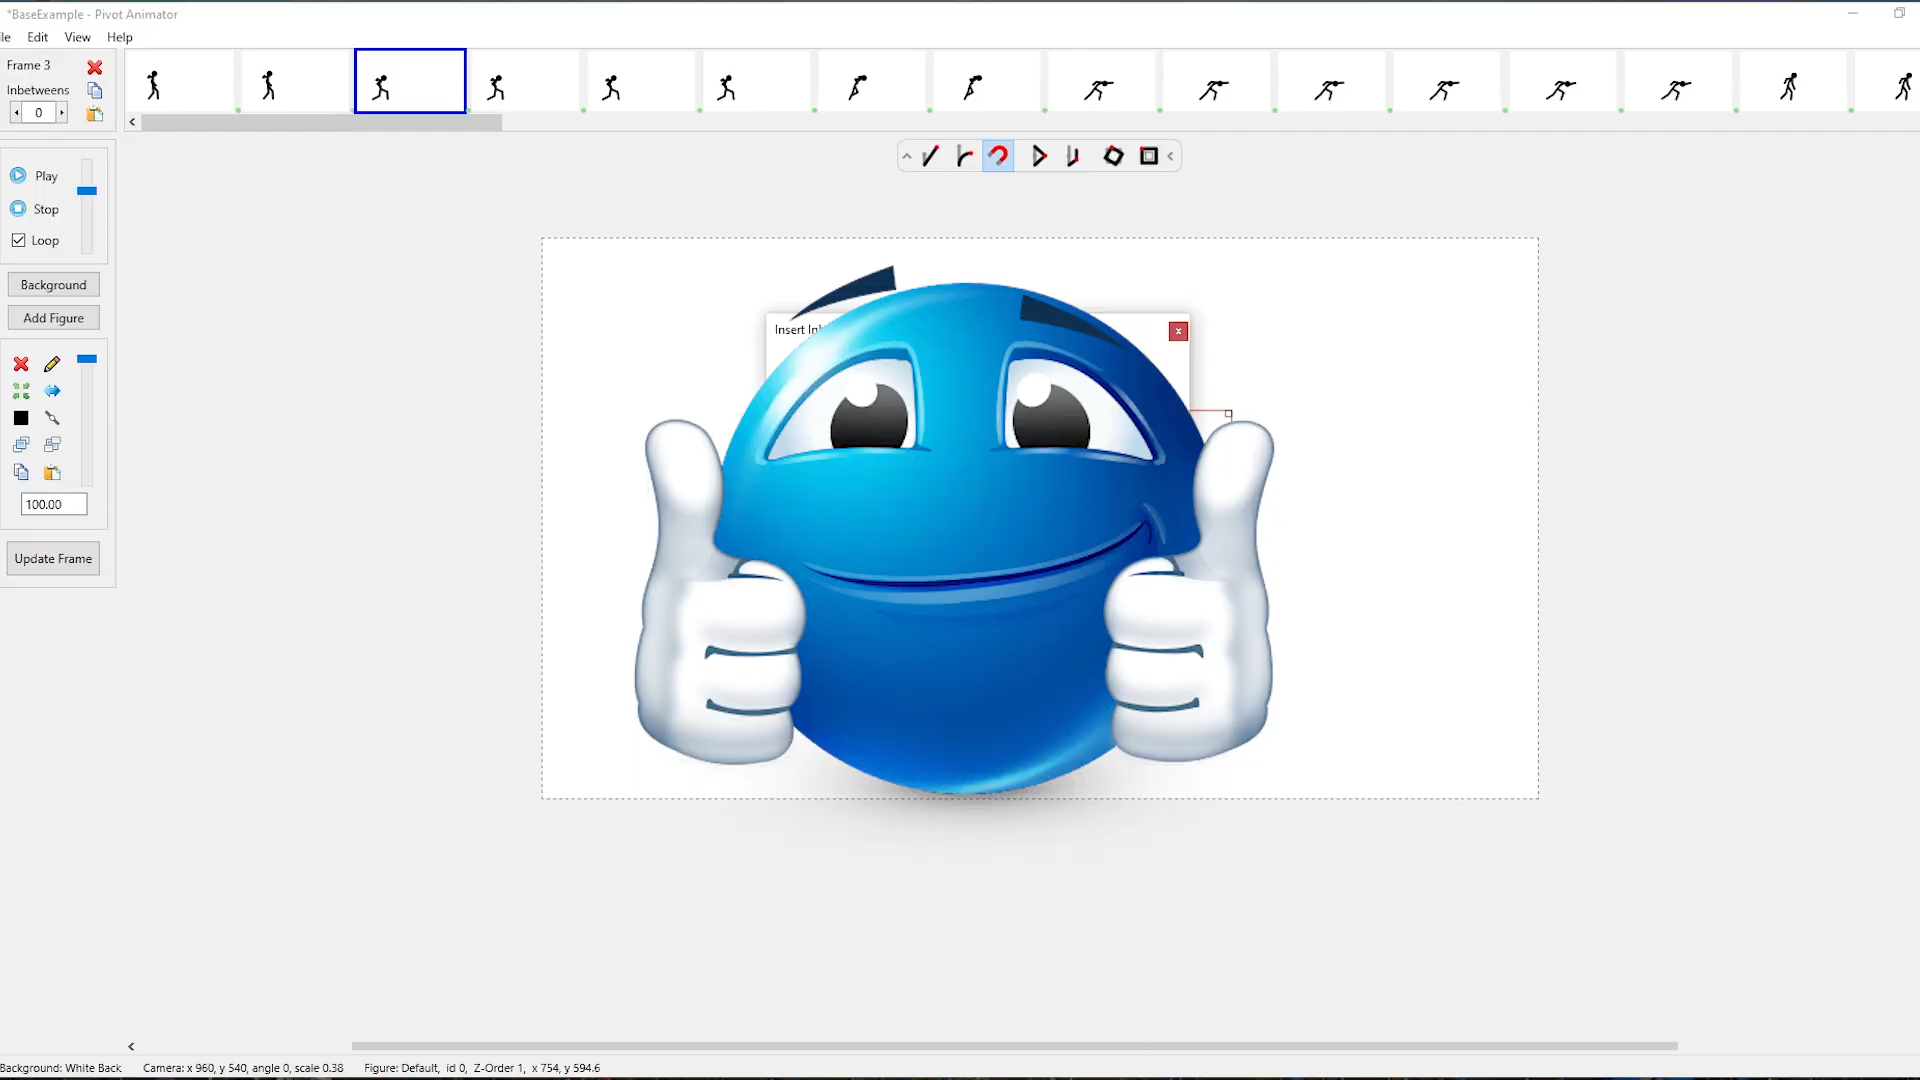 *BaseExample - Pivot Animator
ile Edit View Help
Frame 3
Inbetweens
0
Play
Stop
Loop
Background
Add Figure
100.00
Update Frame
Insert
Background: White Back Camera: x 960, y 540, angle 0, scale 0.38 Figure: Default, id 0, Z-Order 1, x 754, y 594.6